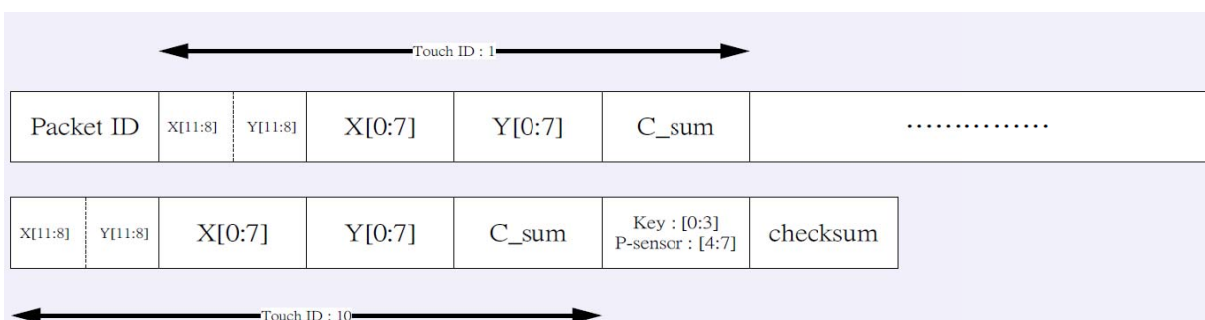 Touch ID : 1
Packet ID X[11:8] Y[11:8] X[0:7] Y[0:7] C_sum ...............
X[11:8] Y[11:8] X[0:7] Y[0:7] C_sum Key : [0:3] P-sensor : [4:7] checksum
Touch ID : 10